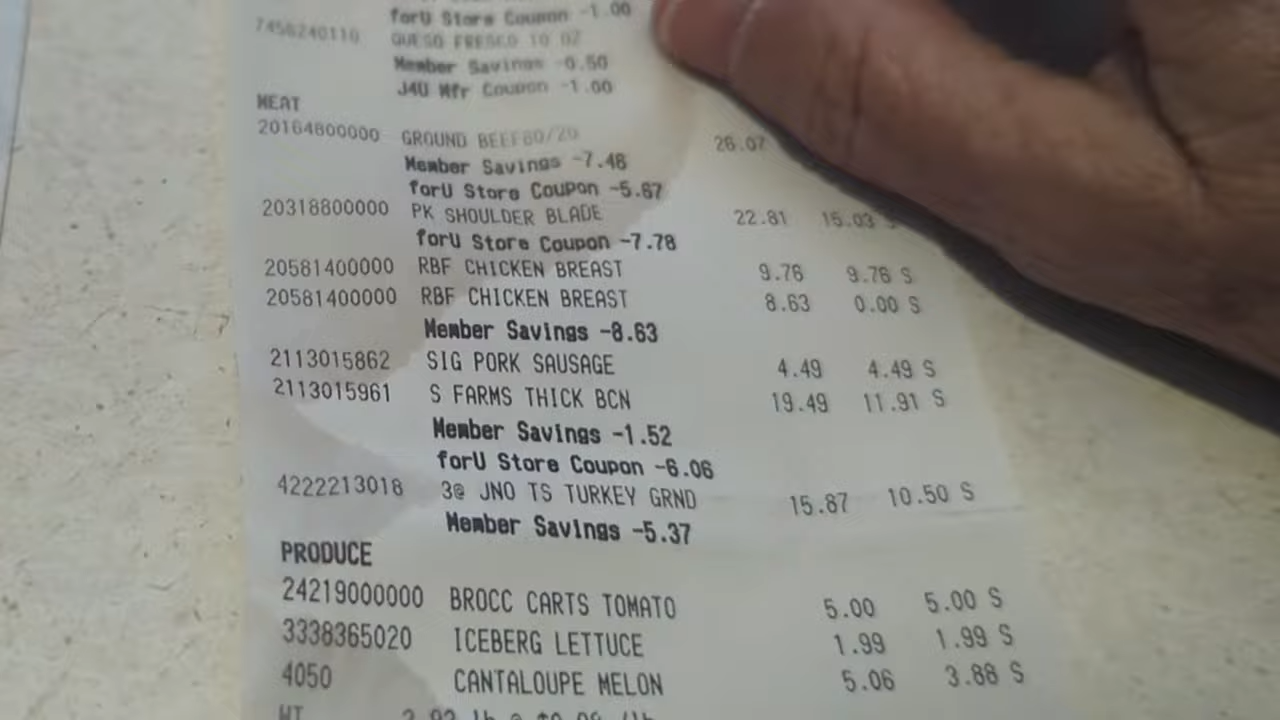 forU Store Coupon -1.00
7456240110 QUESO FRESCO 10 OZ
Member Savings -0.50
J4U Mfr Coupon -1.00
MEAT
20164800000 GROUND BEEF80/20 26.07
Member Savings -7.48
forU Store Coupon -5.67
20318800000 PK SHOULDER BLADE 22.81 15.03 S
forU Store Coupon -7.78
20581400000 RBF CHICKEN BREAST 9.76 9.76 S
20581400000 RBF CHICKEN BREAST 8.63 0.00 S
Member Savings -8.63
2113015862 SIG PORK SAUSAGE 4.49 4.49 S
2113015961 S FARMS THICK BCN 19.49 11.91 S
Member Savings -1.52
forU Store Coupon -6.06
4222213018 3@ JNO TS TURKEY GRND 15.87 10.50 S
Member Savings -5.37
PRODUCE
24219000000 BROCC CARTS TOMATO 5.00 5.00 S
3338365020 ICEBERG LETTUCE 1.99 1.99 S
4050 CANTALOUPE MELON 5.06 3.88 S
WT